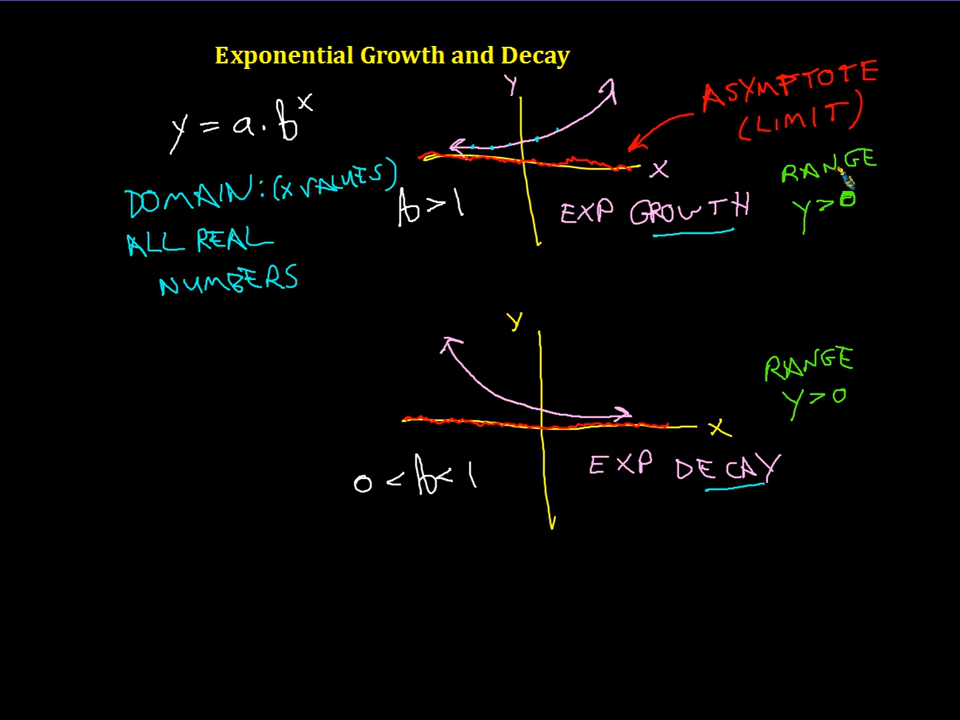 Exponential Growth and Decay
y = a · b^x
DOMAIN: (X VALUES)
ALL REAL
NUMBERS
Y
X
b > 1
EXP GROWTH
ASYMPTOTE
(LIMIT)
RANGE
Y > 0
Y
X
0 < b < 1
EXP DECAY
RANGE
Y > 0